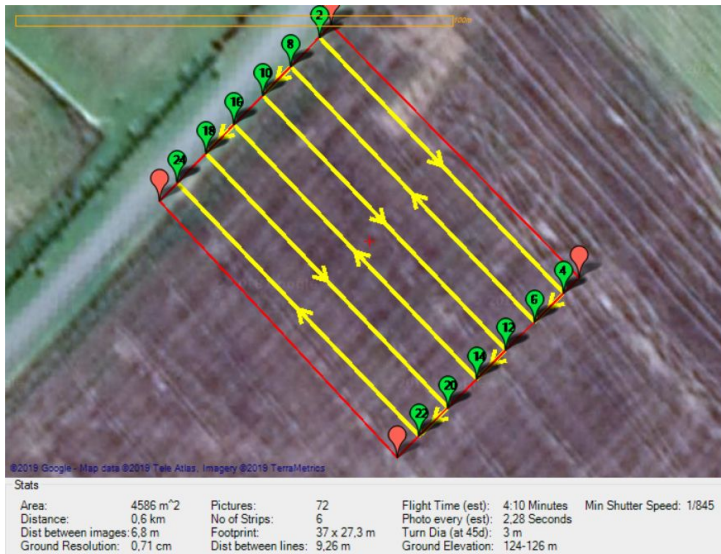 2
8
10
16
18
24
4
6
12
14
20
22
©2019 Google - Map data ©2019 Tele Atlas, Imagery ©2019 TerraMetrics
Stats
Area: 4586 m^2 Pictures: 72 Flight Time (est): 4:10 Minutes Min Shutter Speed: 1/845
Distance: 0,6 km No of Strips: 6 Photo every (est): 2,28 Seconds
Dist between images: 6,8 m Footprint: 37 x 27,3 m Turn Dia (at 45d): 3 m
Ground Resolution: 0,71 cm Dist between lines: 9,26 m Ground Elevation: 124-126 m